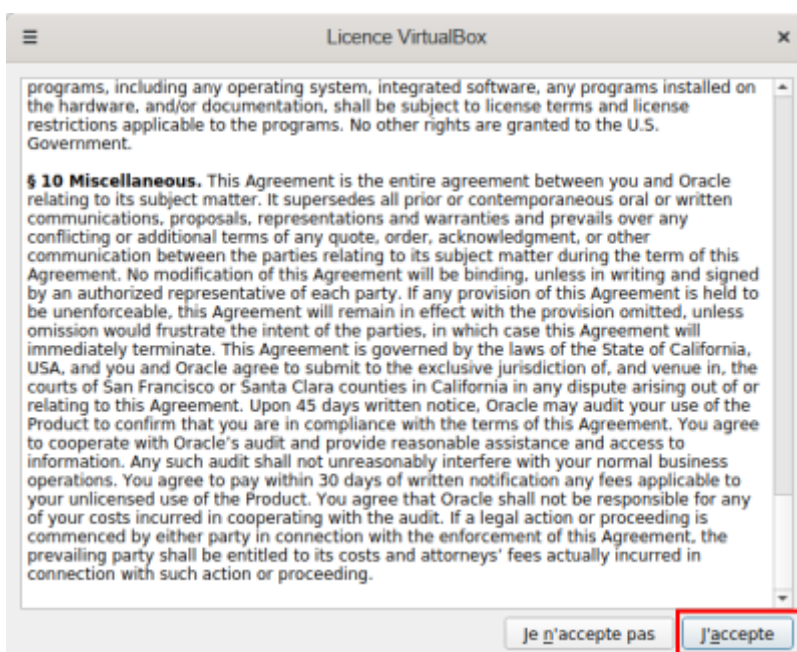 Licence VirtualBox
programs, including any operating system, integrated software, any programs installed on
the hardware, and/or documentation, shall be subject to license terms and license
restrictions applicable to the programs. No other rights are granted to the U.S.
Government.
§ 10 Miscellaneous. This Agreement is the entire agreement between you and Oracle
relating to its subject matter. It supersedes all prior or contemporaneous oral or written
communications, proposals, representations and warranties and prevails over any
conflicting or additional terms of any quote, order, acknowledgment, or other
communication between the parties relating to its subject matter during the term of this
Agreement. No modification of this Agreement will be binding, unless in writing and signed
by an authorized representative of each party. If any provision of this Agreement is held to
be unenforceable, this Agreement will remain in effect with the provision omitted, unless
omission would frustrate the intent of the parties, in which case this Agreement will
immediately terminate. This Agreement is governed by the laws of the State of California,
USA, and you and Oracle agree to submit to the exclusive jurisdiction of, and venue in, the
courts of San Francisco or Santa Clara counties in California in any dispute arising out of or
relating to this Agreement. Upon 45 days written notice, Oracle may audit your use of the
Product to confirm that you are in compliance with the terms of this Agreement. You agree
to cooperate with Oracle's audit and provide reasonable assistance and access to
information. Any such audit shall not unreasonably interfere with your normal business
operations. You agree to pay within 30 days of written notification any fees applicable to
your unlicensed use of the Product. You agree that Oracle shall not be responsible for any
of your costs incurred in cooperating with the audit. If a legal action or proceeding is
commenced by either party in connection with the enforcement of this Agreement, the
prevailing party shall be entitled to its costs and attorneys' fees actually incurred in
connection with such action or proceeding.
Je n'accepte pas J'accepte